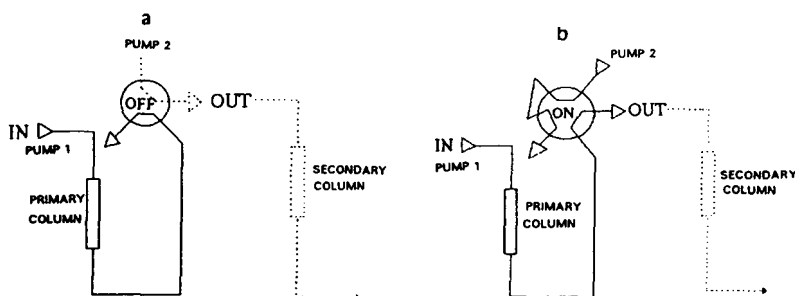 a
PUMP 2
OFF
OUT
IN
PUMP 1
PRIMARY
COLUMN
SECONDARY
COLUMN
b
PUMP 2
ON
OUT
IN
PUMP 1
PRIMARY
COLUMN
SECONDARY
COLUMN